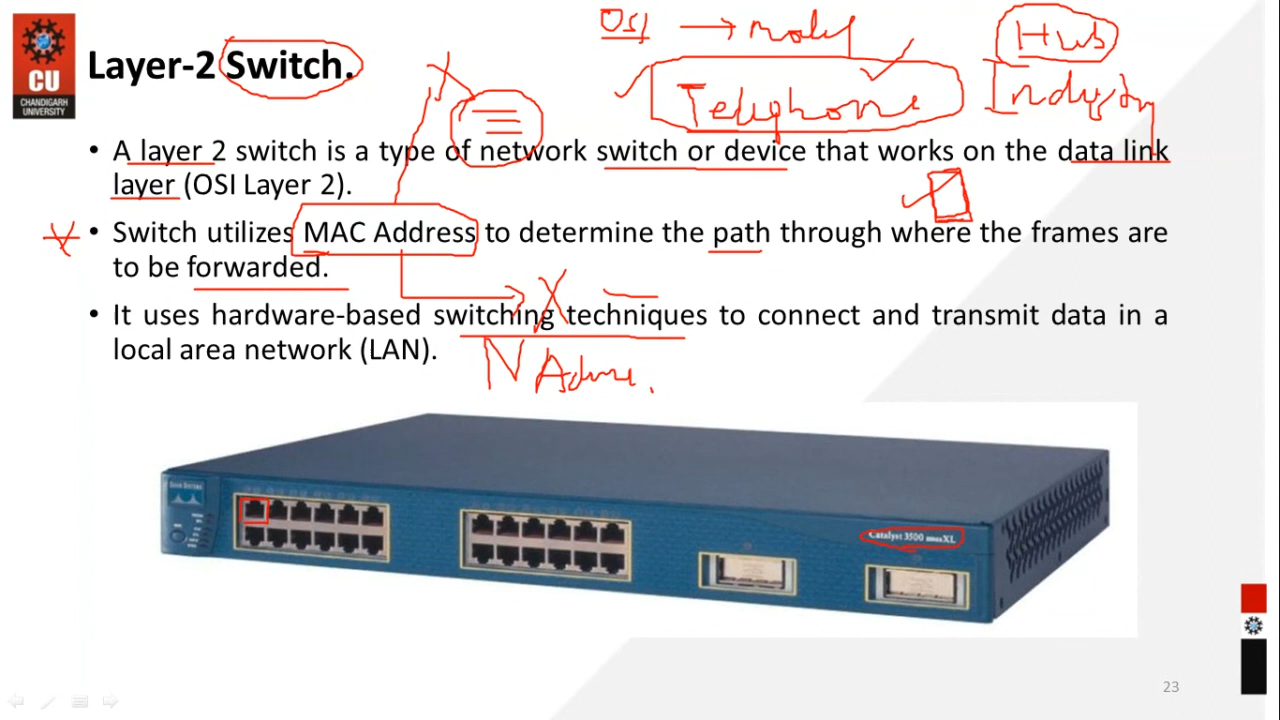 OSI → model
Hub
Layer-2 Switch.
Telephone
Industry
CU
CHANDIGARH
UNIVERSITY
• A layer 2 switch is a type of network switch or device that works on the data link
layer (OSI Layer 2).
• Switch utilizes MAC Address to determine the path through where the frames are
to be forwarded.
• It uses hardware-based switching techniques to connect and transmit data in a
local area network (LAN).
N
Catalyst 3500 XL
23